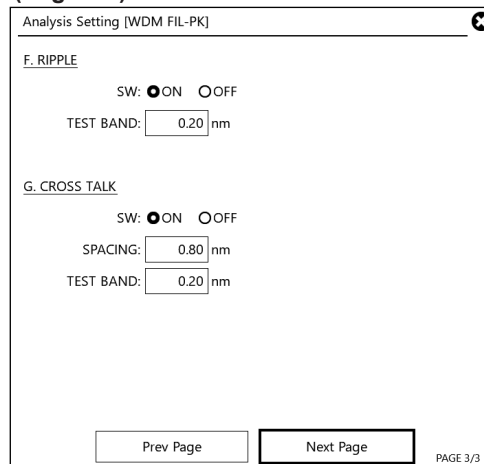 Analysis Setting [WDM FIL-PK]
F. RIPPLE
SW: ON OFF
TEST BAND: 0.20 nm
G. CROSS TALK
SW: ON OFF
SPACING: 0.80 nm
TEST BAND: 0.20 nm
Prev Page Next Page PAGE 3/3